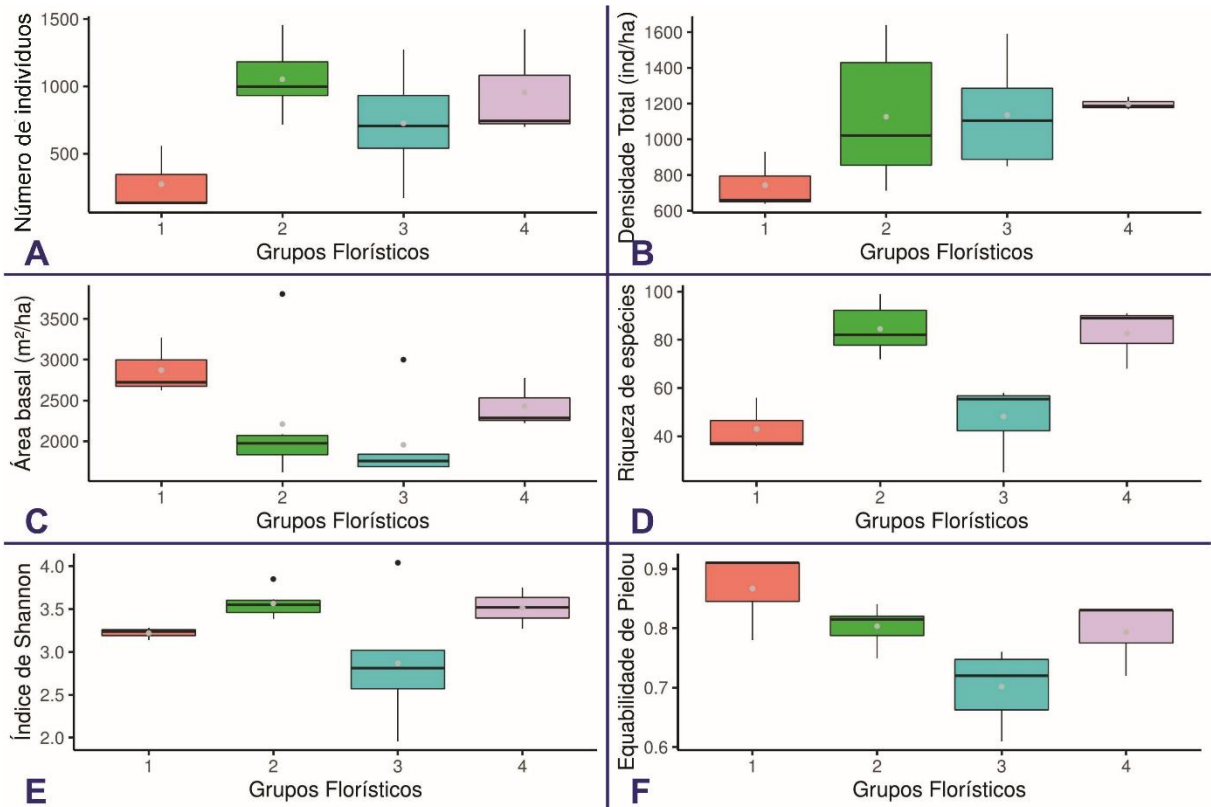 Número de indivíduos
1500
1000
500
1
2
3
4
Grupos Florísticos
A
Densidade Total (ind/ha)
1600
1400
1200
1000
800
600
1
2
3
4
Grupos Florísticos
B
Área basal (m²/ha)
3500
3000
2500
2000
1
2
3
4
Grupos Florísticos
C
Riqueza de espécies
100
80
60
40
1
2
3
4
Grupos Florísticos
D
Índice de Shannon
4.0
3.5
3.0
2.5
2.0
1
2
3
4
Grupos Florísticos
E
Equabilidade de Pielou
0.9
0.8
0.7
0.6
1
2
3
4
Grupos Florísticos
F